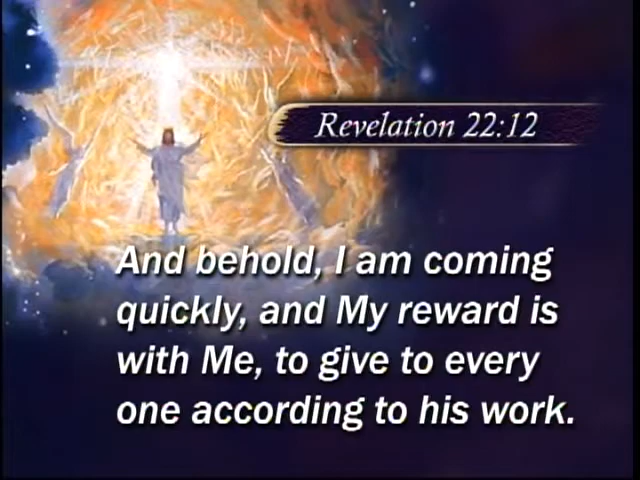 Revelation 22:12
And behold, I am coming
quickly, and My reward is
with Me, to give to every
one according to his work.